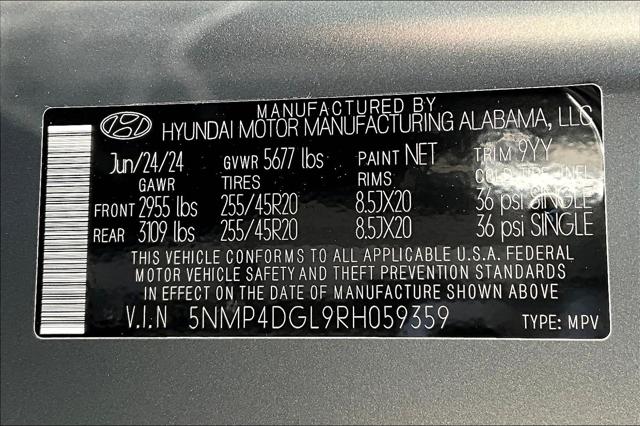 MANUFACTURED BY
HYUNDAI MOTOR MANUFACTURING ALABAMA, LLC
Jun/24/24 GVWR 5677 lbs PAINT NET TRIM 9YY
GAWR TIRES RIMS COLD TIRE INFL
FRONT 2955 lbs 255/45R20 8.5JX20 36 psi SINGLE
REAR 3109 lbs 255/45R20 8.5JX20 36 psi SINGLE
THIS VEHICLE CONFORMS TO ALL APPLICABLE U.S.A. FEDERAL
MOTOR VEHICLE SAFETY AND THEFT PREVENTION STANDARDS
IN EFFECT ON THE DATE OF MANUFACTURE SHOWN ABOVE
V.I.N 5NMP4DGL9RH059359 TYPE: MPV